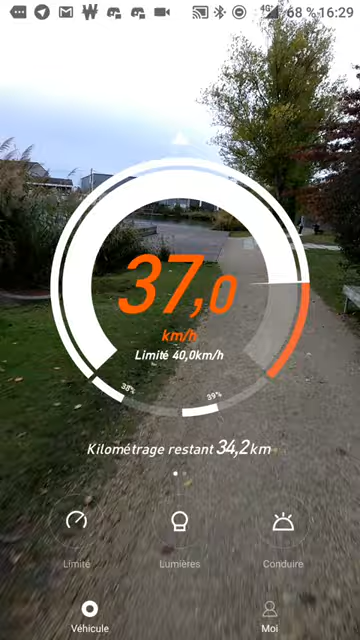 4G 68 % 16:29
37,0
km/h
Limité 40,0km/h
38% 39%
Kilométrage restant 34,2km
Limité Lumières Conduire
Véhicule Moi